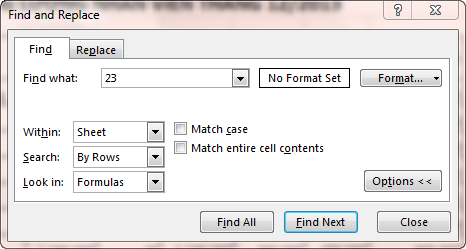 Find and Replace
Find Replace
Find what: 23 No Format Set Format...
Within: Sheet Match case
Search: By Rows Match entire cell contents
Look in: Formulas Options <<
Find All Find Next Close